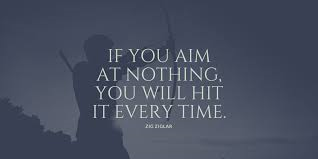 IF YOU AIM
AT NOTHING,
YOU WILL HIT
IT EVERY TIME.
ZIG ZIGLAR